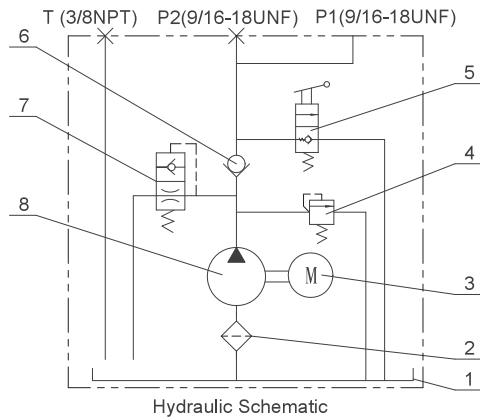 T (3/8NPT) P2(9/16-18UNF) P1(9/16-18UNF)
6
5
7
4
8
M
3
2
1
Hydraulic Schematic